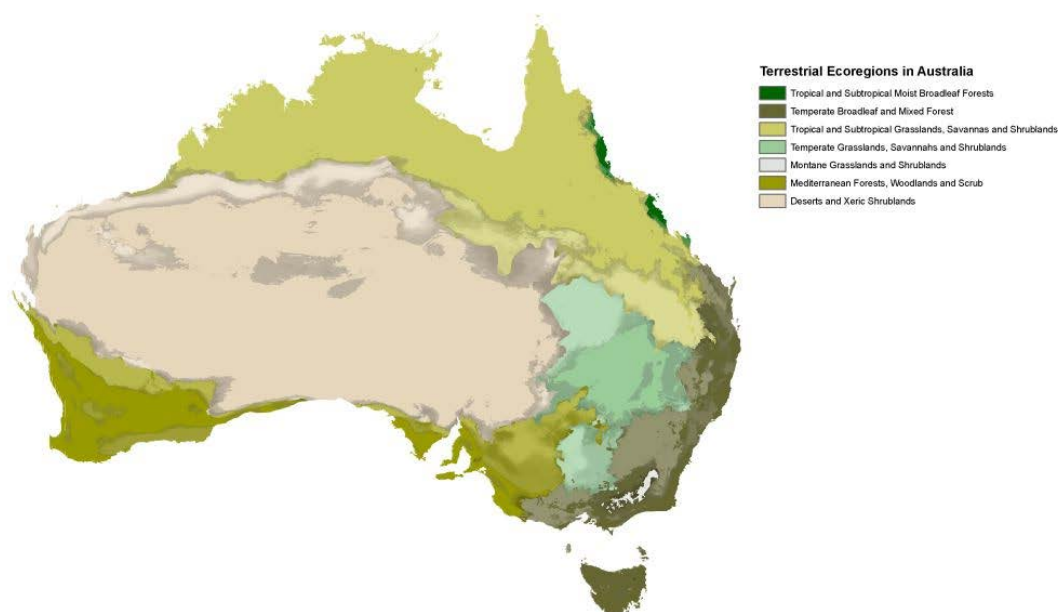 Terrestrial Ecoregions in Australia
Tropical and Subtropical Moist Broadleaf Forests
Temperate Broadleaf and Mixed Forest
Tropical and Subtropical Grasslands, Savannas and Shrublands
Temperate Grasslands, Savannahs and Shrublands
Montane Grasslands and Shrublands
Mediterranean Forests, Woodlands and Scrub
Deserts and Xeric Shrublands